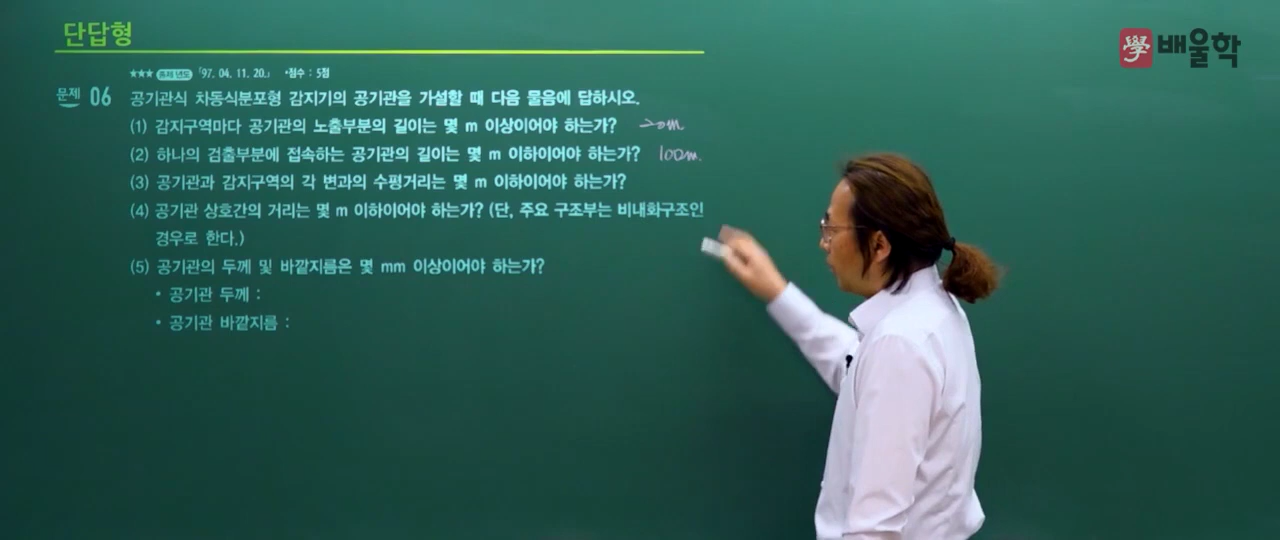 단답형
學 배울학
★★★ 출제 년도 「97. 04. 11. 20.」 •점수 : 5점
문제 06 공기관식 차동식분포형 감지기의 공기관을 가설할 때 다음 물음에 답하시오.
(1) 감지구역마다 공기관의 노출부분의 길이는 몇 m 이상이어야 하는가? 20m
(2) 하나의 검출부분에 접속하는 공기관의 길이는 몇 m 이하이어야 하는가? 100m.
(3) 공기관과 감지구역의 각 변과의 수평거리는 몇 m 이하이어야 하는가?
(4) 공기관 상호간의 거리는 몇 m 이하이어야 하는가? (단, 주요 구조부는 비내화구조인
경우로 한다.)
(5) 공기관의 두께 및 바깥지름은 몇 mm 이상이어야 하는가?
• 공기관 두께 :
• 공기관 바깥지름 :